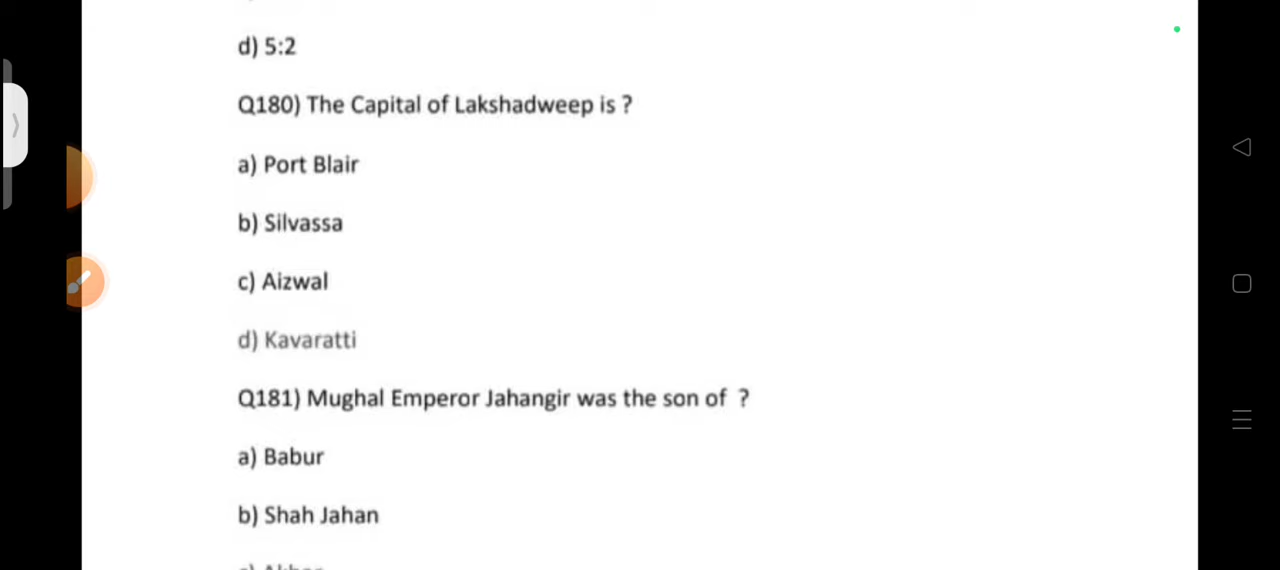 d) 5:2
Q180) The Capital of Lakshadweep is ?
a) Port Blair
b) Silvassa
c) Aizwal
d) Kavaratti
Q181) Mughal Emperor Jahangir was the son of ?
a) Babur
b) Shah Jahan